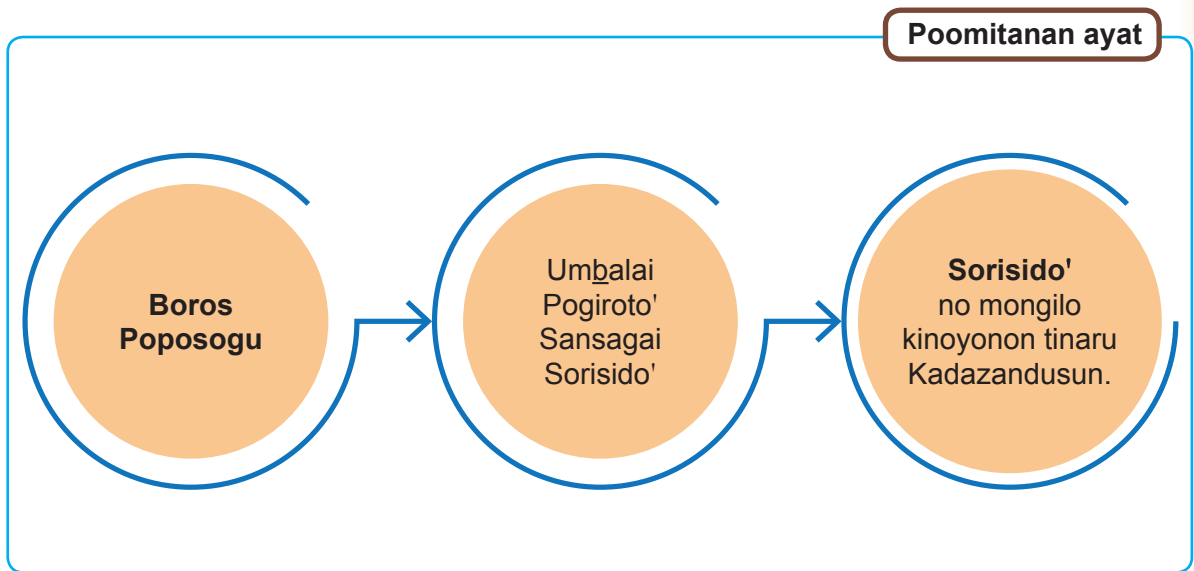 Poomitanan ayat
Boros
Poposogu
Umbalai
Pogiroto'
Sansagai
Sorisido'
Sorisido'
no mongilo
kinoyonon tinaru
Kadazandusun.